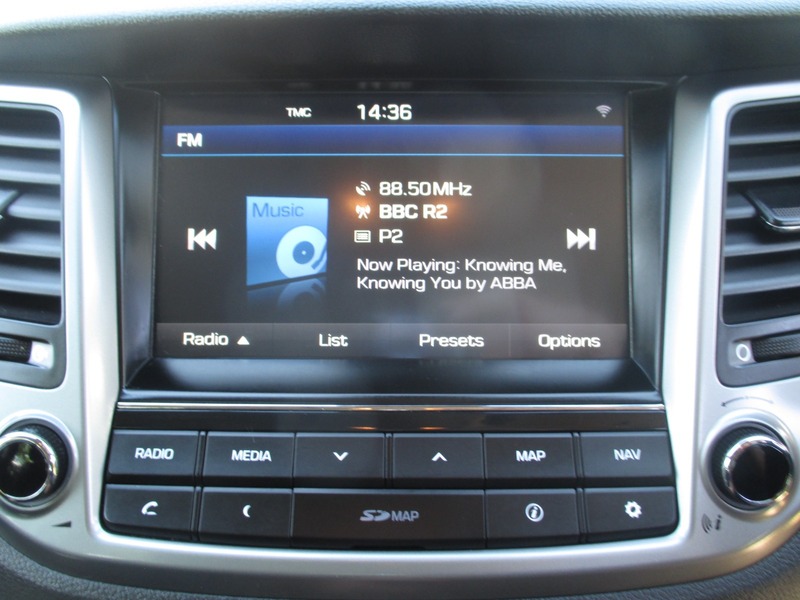 TMC 14:36
FM
88.50MHz
Music
BBC R2
P2
Now Playing: Knowing Me,
Knowing You by ABBA
Radio List Presets Options
RADIO MEDIA MAP NAV
SD MAP
i
i